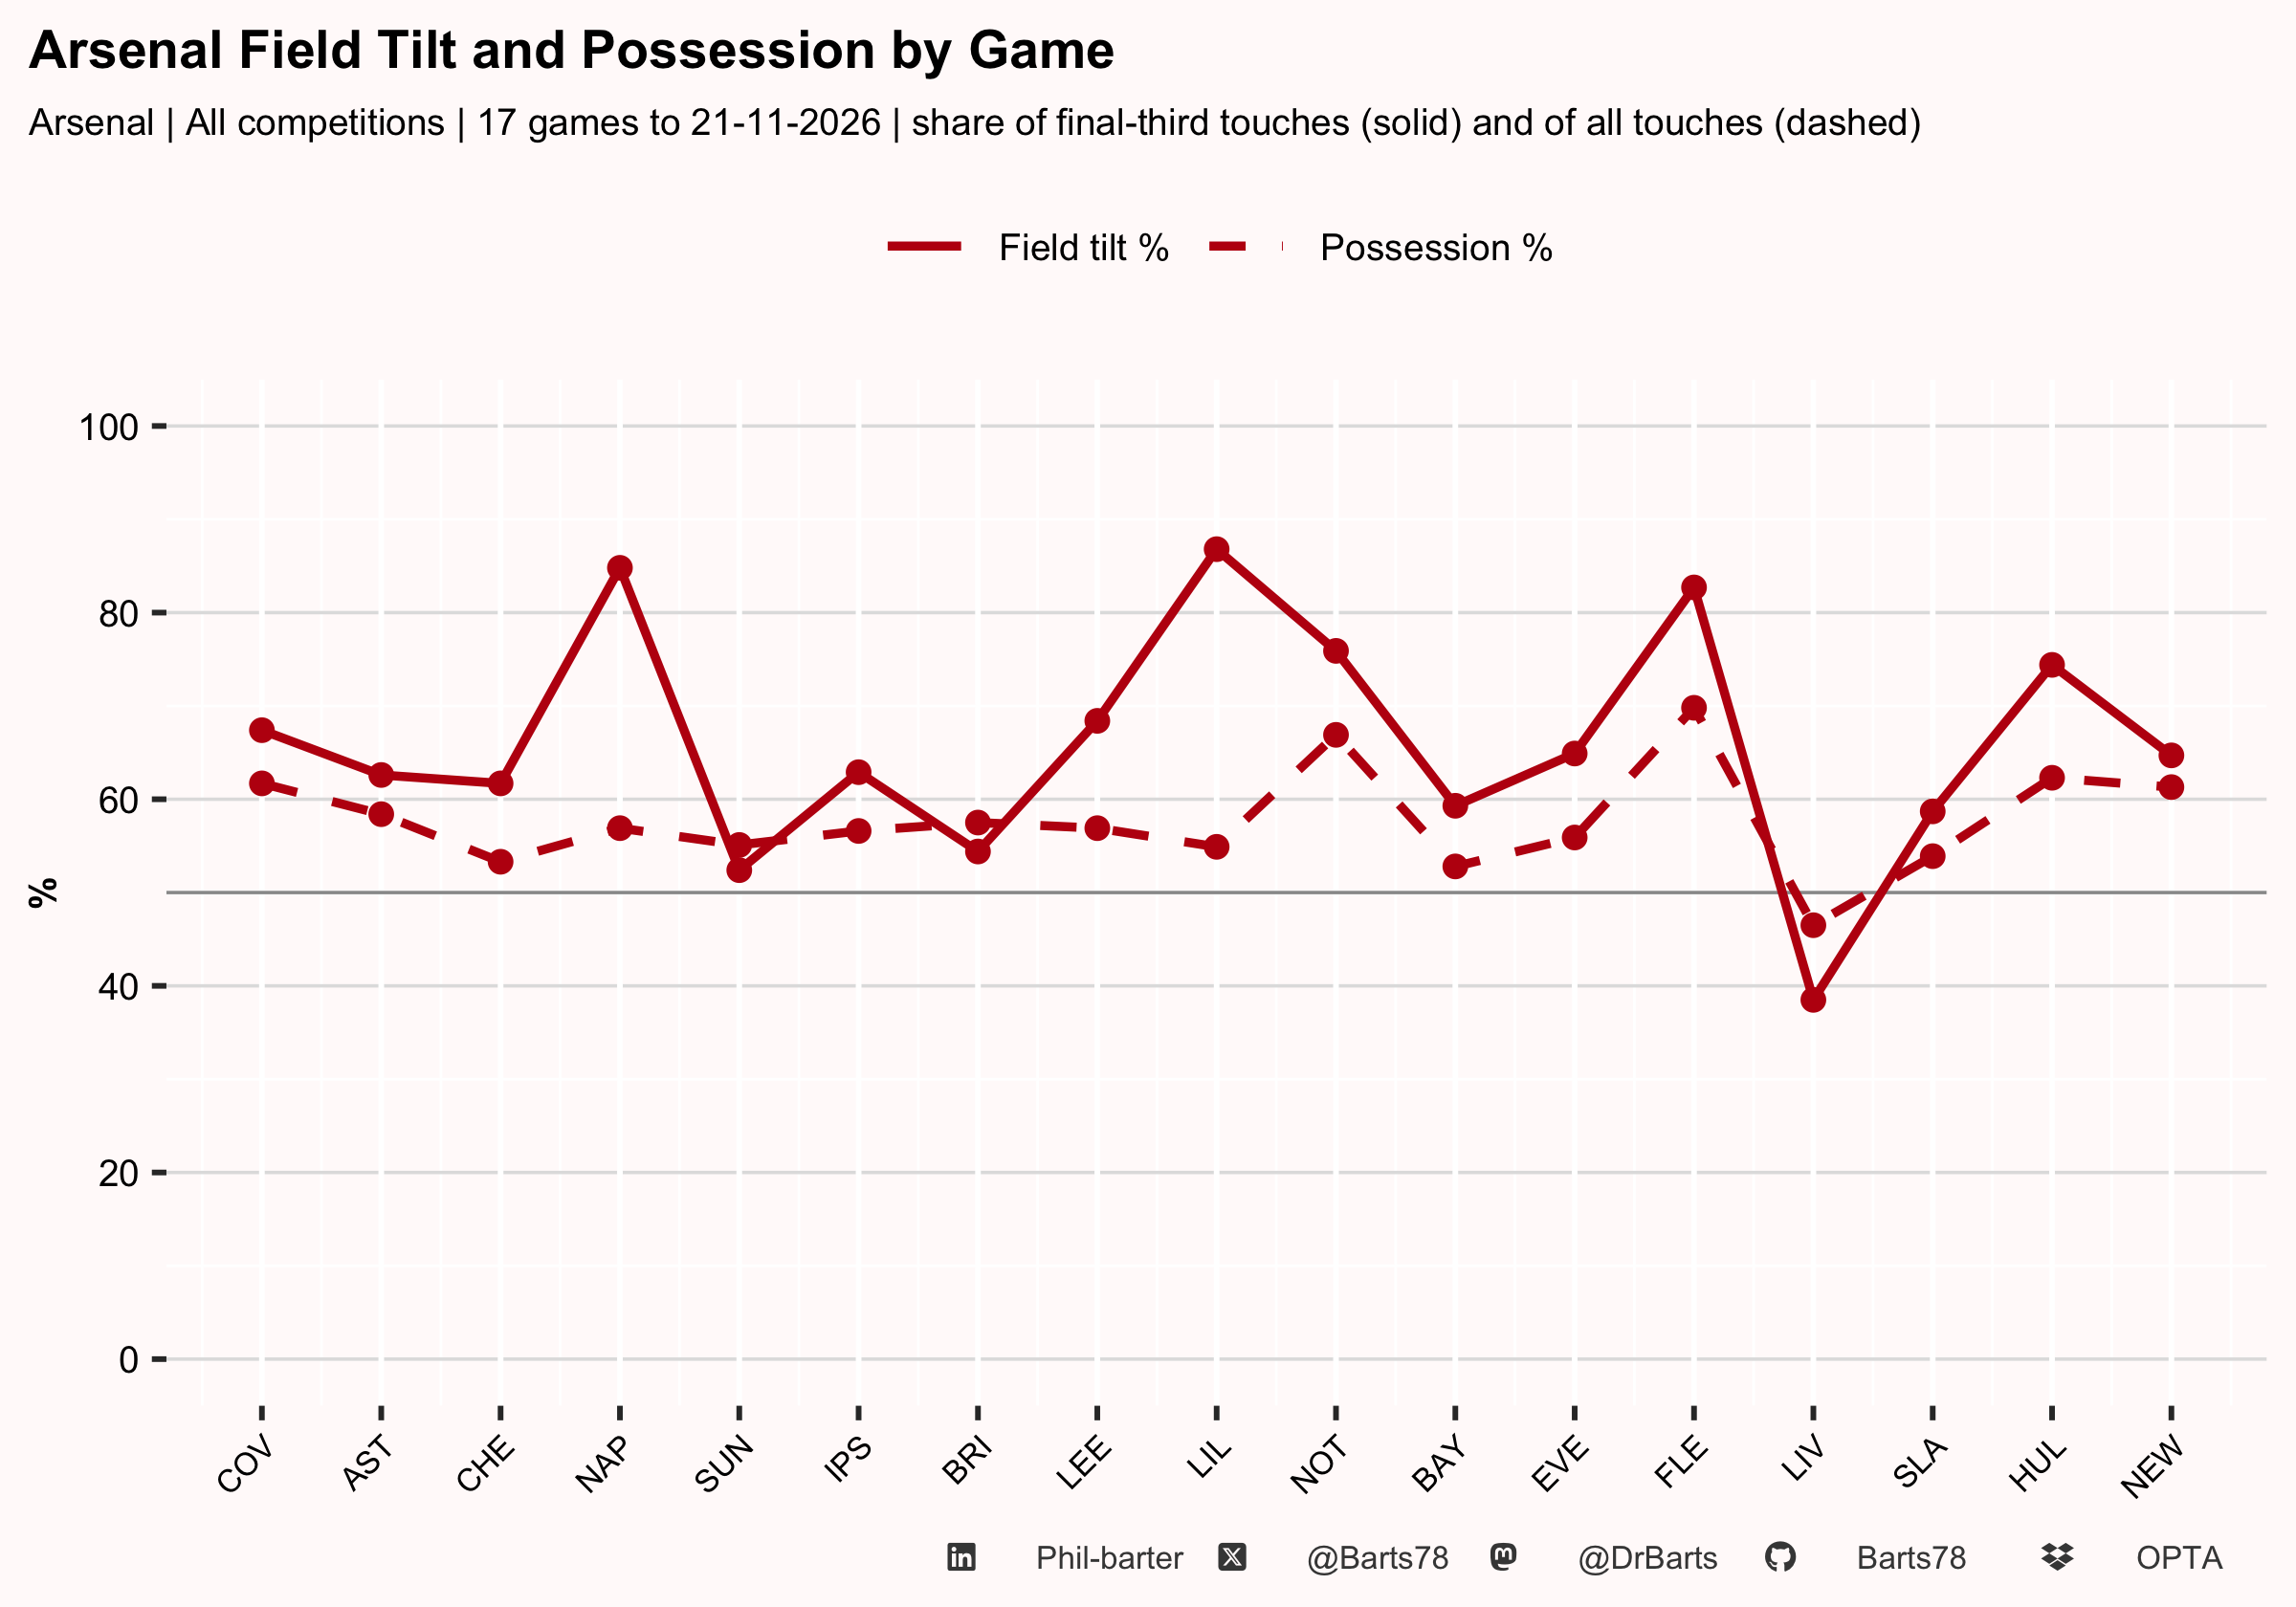 Arsenal Field Tilt and Possession by Game
Arsenal | All competitions | 17 games to 21-11-2026 | share of final-third touches (solid) and of all touches (dashed)
Field tilt % Possession %
100
80
60
40
20
0
%
COV AST CHE NAP SUN IPS BRI LEE LIL NOT BAY EVE FLE LIV SLA HUL NEW
Phil-barter @Barts78 @DrBarts Barts78 OPTA